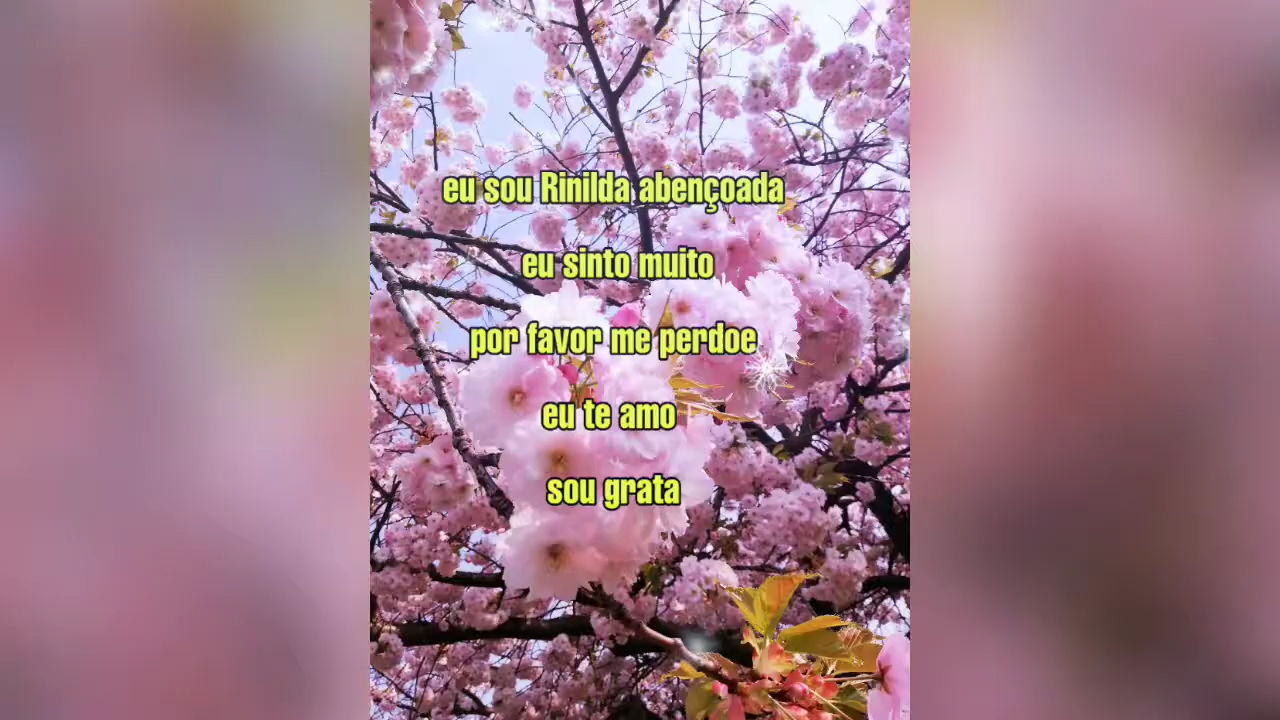 eu sou Rinilda abençoada
eu sinto muito
por favor me perdoe
eu te amo
sou grata